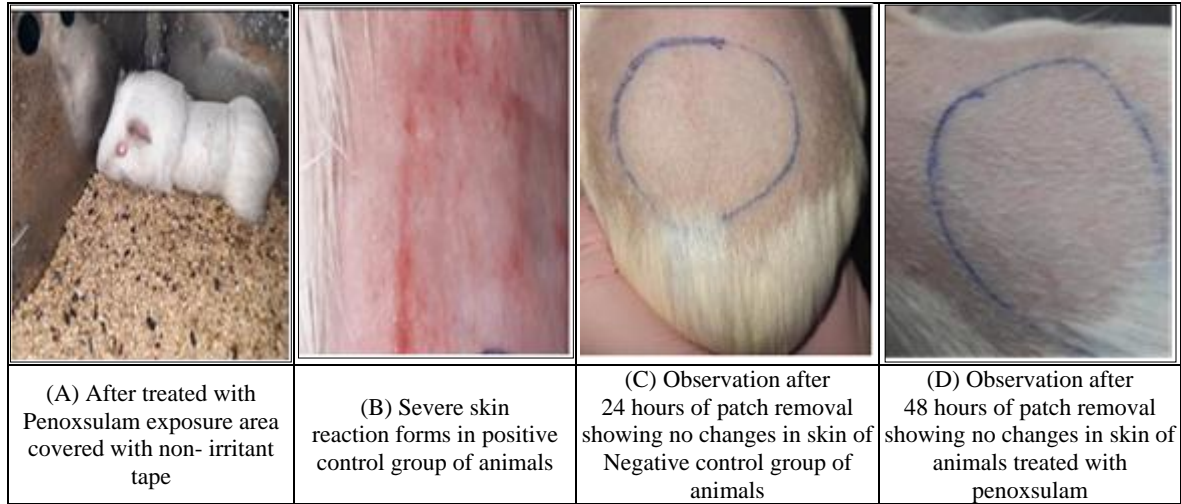 (A) After treated with
Penoxsulam exposure area
covered with non- irritant
tape
(B) Severe skin
reaction forms in positive
control group of animals
(C) Observation after
24 hours of patch removal
showing no changes in skin of
Negative control group of
animals
(D) Observation after
48 hours of patch removal
showing no changes in skin of
animals treated with
penoxsulam